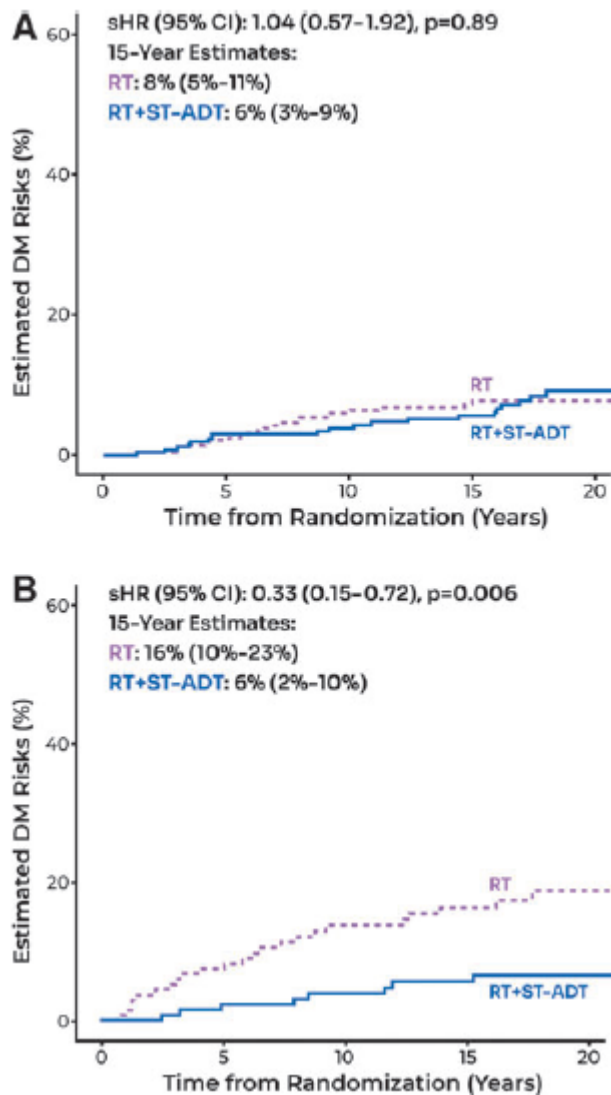 A
sHR (95% CI): 1.04 (0.57-1.92), p=0.89
15-Year Estimates:
RT: 8% (5%-11%)
RT+ST-ADT: 6% (3%-9%)
Estimated DM Risks (%)
60
40
20
0
RT
RT+ST-ADT
0 5 10 15 20
Time from Randomization (Years)
B
sHR (95% CI): 0.33 (0.15-0.72), p=0.006
15-Year Estimates:
RT: 16% (10%-23%)
RT+ST-ADT: 6% (2%-10%)
Estimated DM Risks (%)
60
40
20
0
RT
RT+ST-ADT
0 5 10 15 20
Time from Randomization (Years)